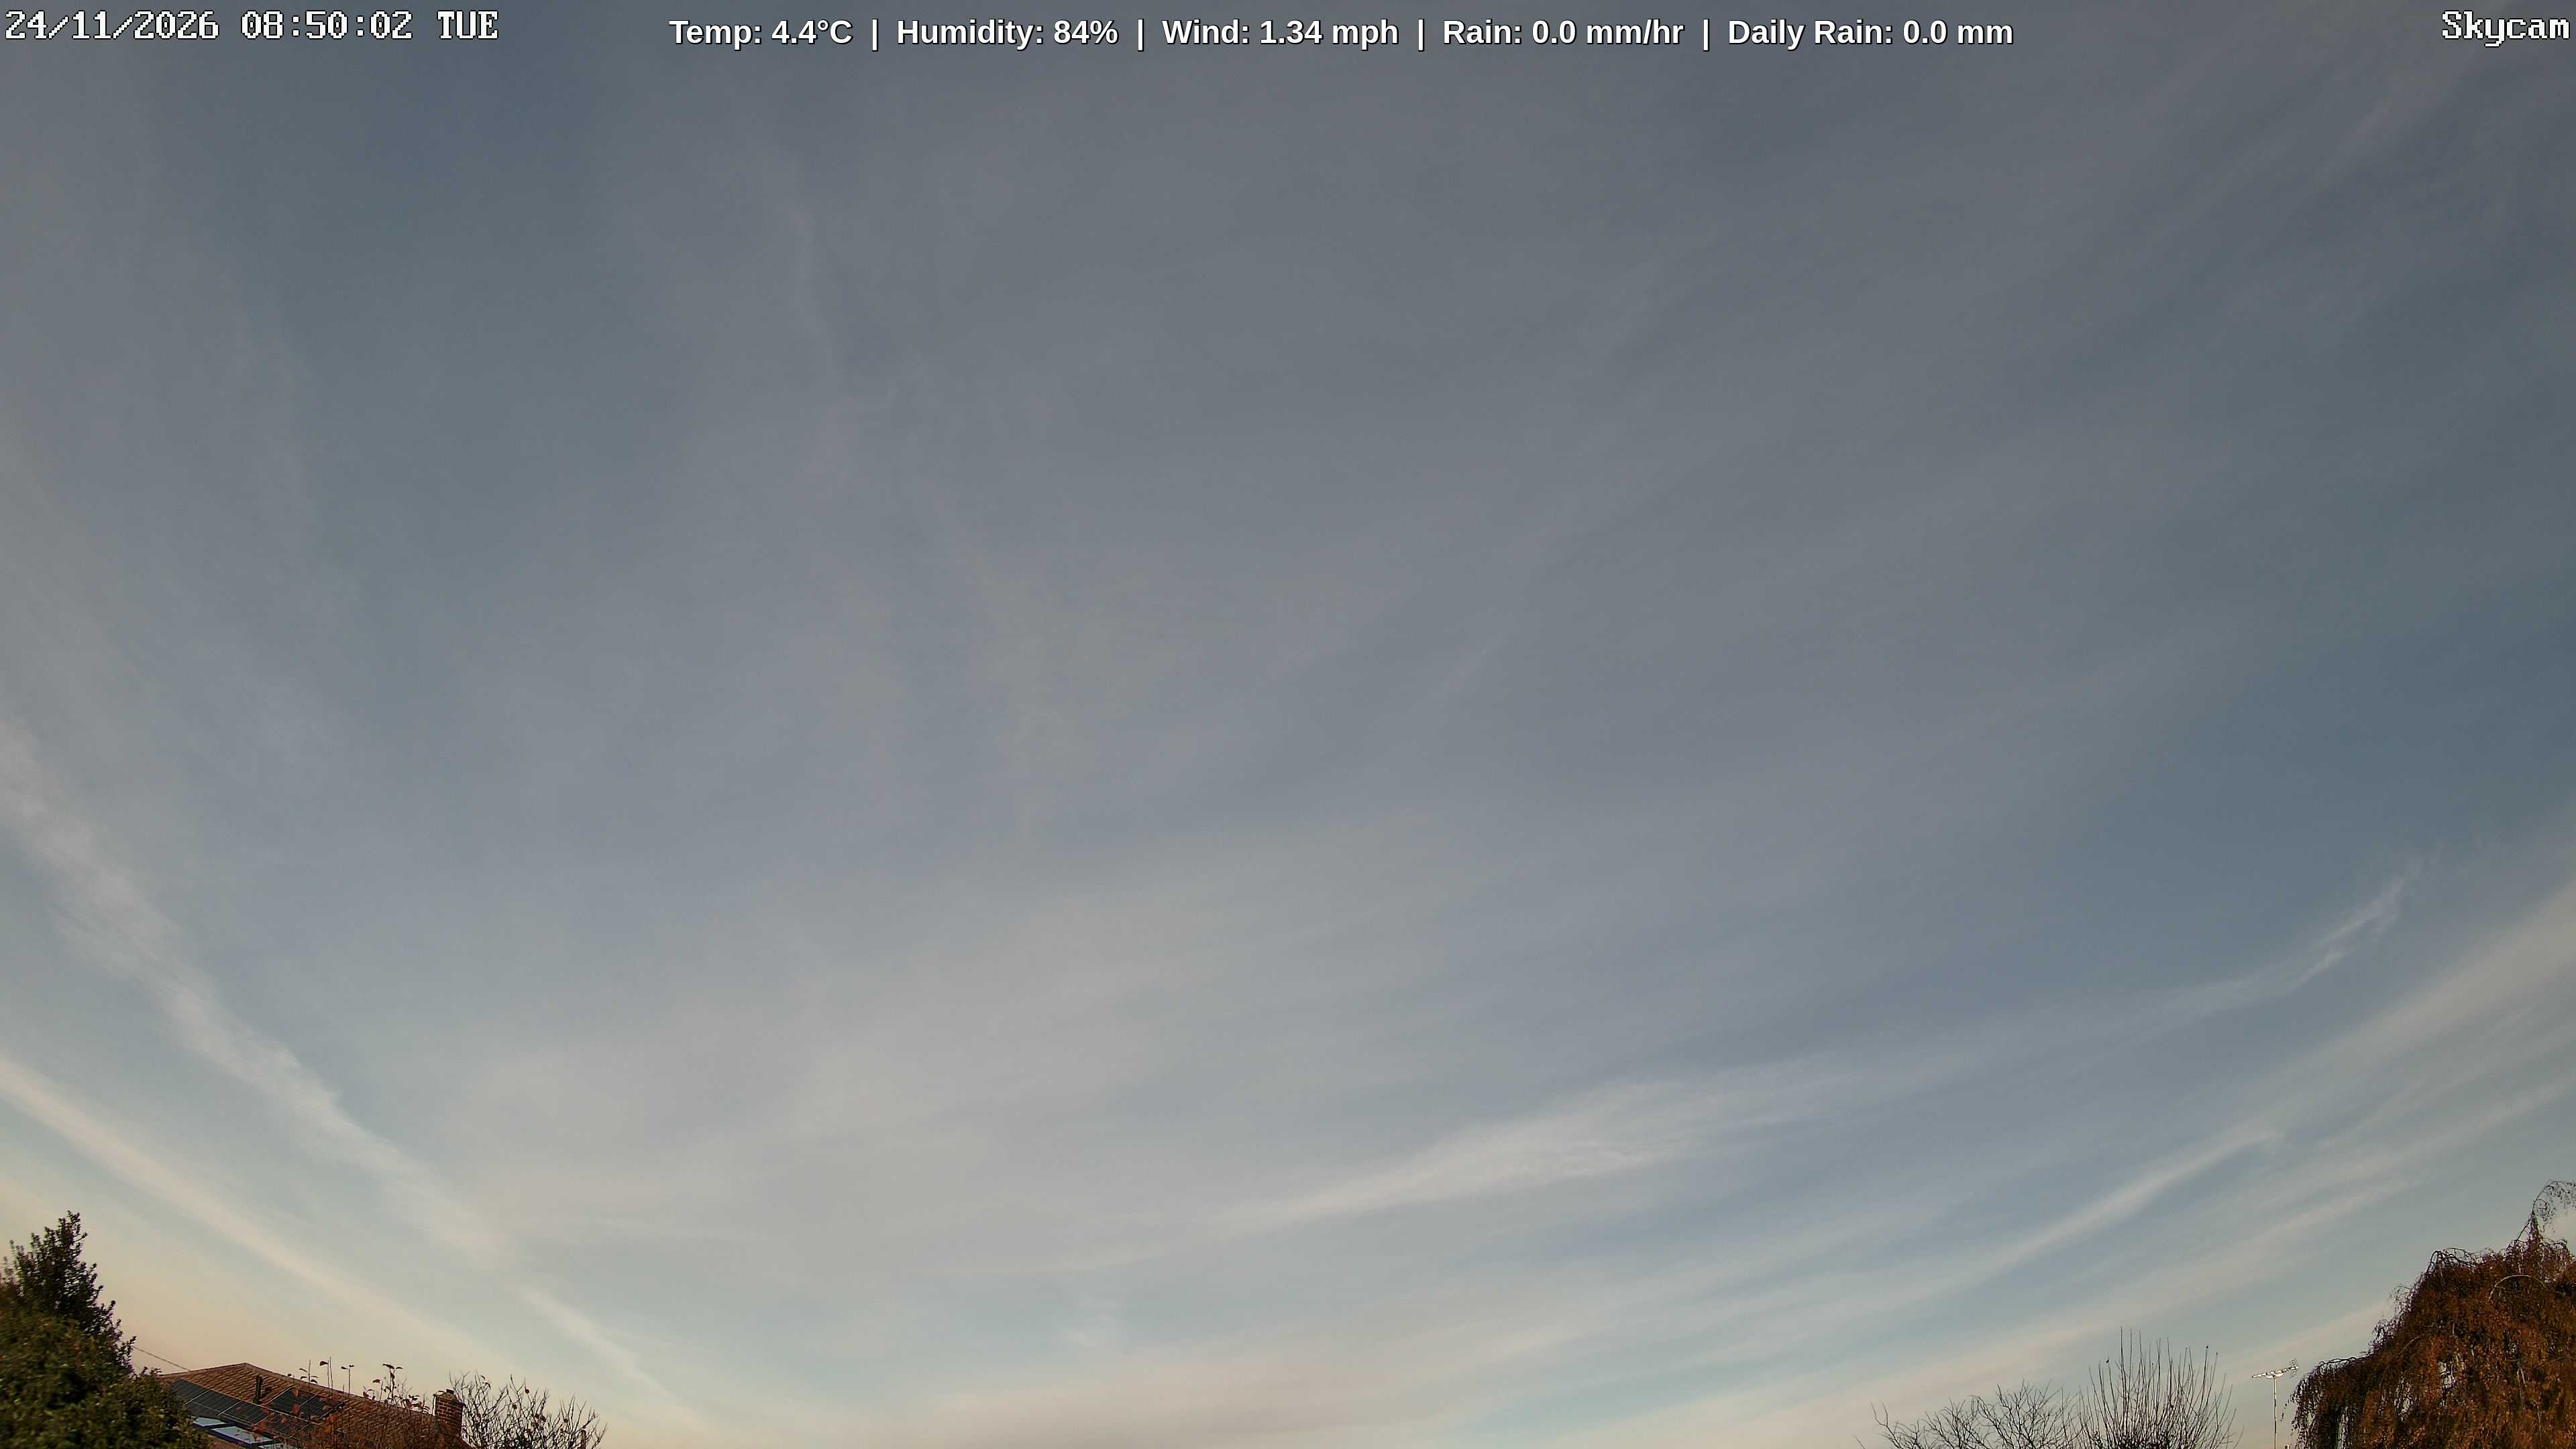 24/11/2026 08:50:02 TUE
Temp: 4.4°C | Humidity: 84% | Wind: 1.34 mph | Rain: 0.0 mm/hr | Daily Rain: 0.0 mm
Skycam